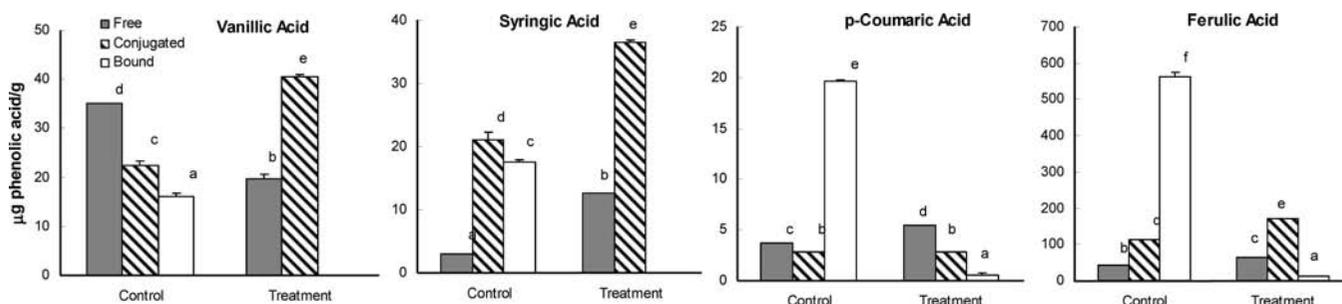 Vanillic Acid
Free
Conjugated
Bound
µg phenolic acid/g
50
40
30
20
10
0
d
c
a
b
e
Control
Treatment
Syringic Acid
40
30
20
10
0
a
d
c
b
e
Control
Treatment
p-Coumaric Acid
25
20
15
10
5
0
c
b
e
d
b
a
Control
Treatment
Ferulic Acid
700
600
500
400
300
200
100
0
b
d
f
c
e
a
Control
Treatment